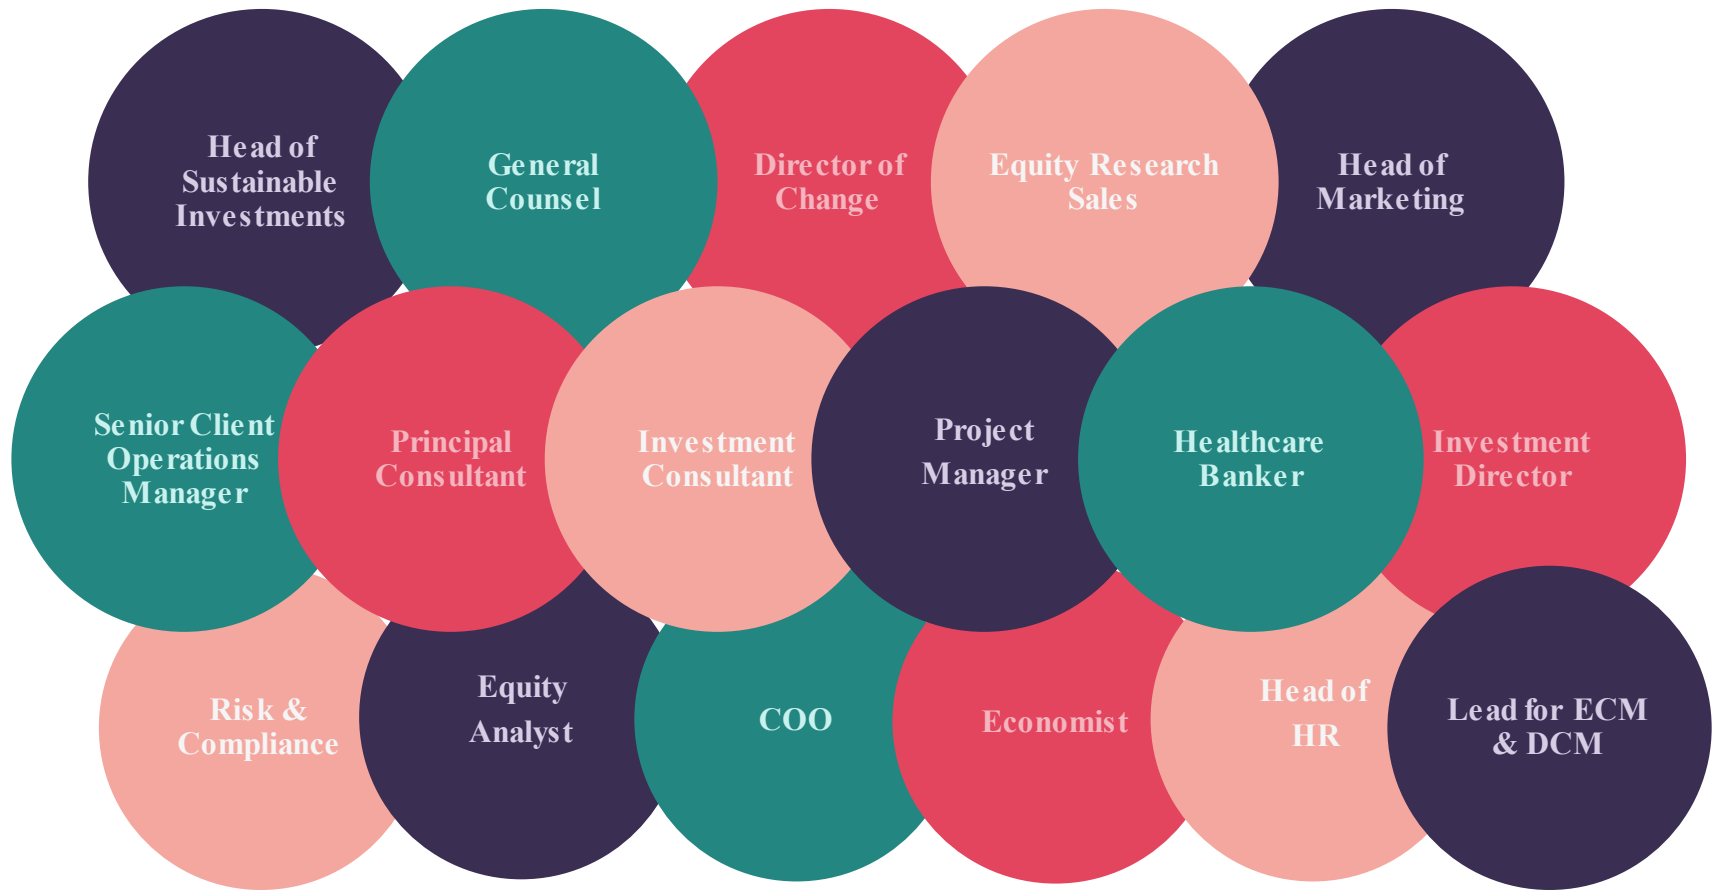 Head of
Sustainable
Investments
General
Counsel
Director of
Change
Equity Research
Sales
Head of
Marketing
Senior Client
Operations
Manager
Principal
Consultant
Investment
Consultant
Project
Manager
Healthcare
Banker
Investment
Director
Risk &
Compliance
Equity
Analyst
COO
Economist
Head of
HR
Lead for ECM
& DCM